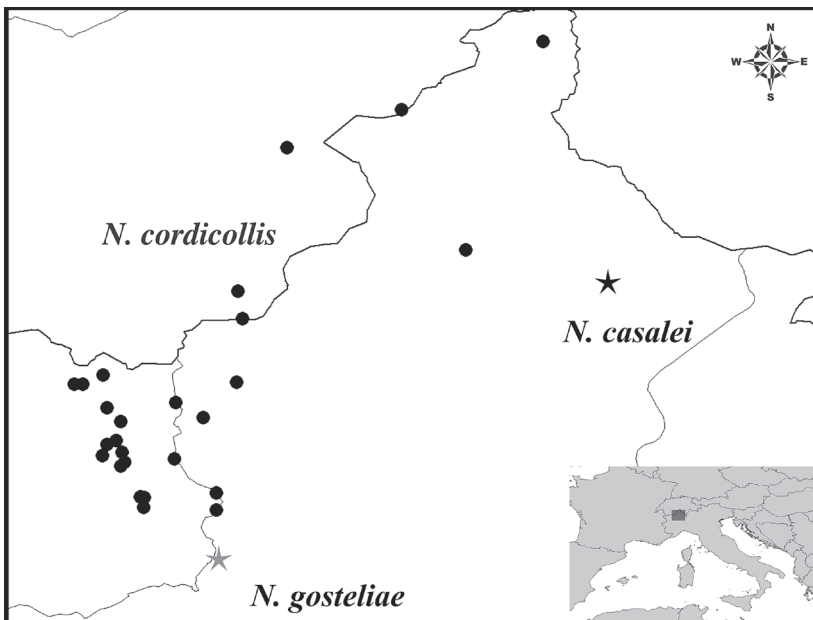 N
W E
S
N. cordicollis
N. casalei
N. gosteliae